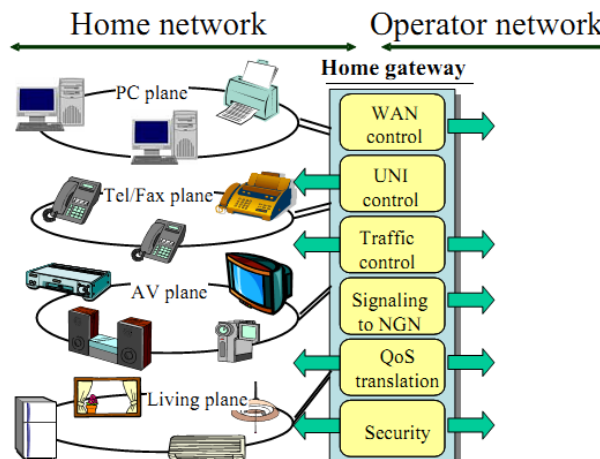 Home network
Operator network
Home gateway
PC plane
Tel/Fax plane
AV plane
Living plane
WAN
control
UNI
control
Traffic
control
Signaling
to NGN
QoS
translation
Security